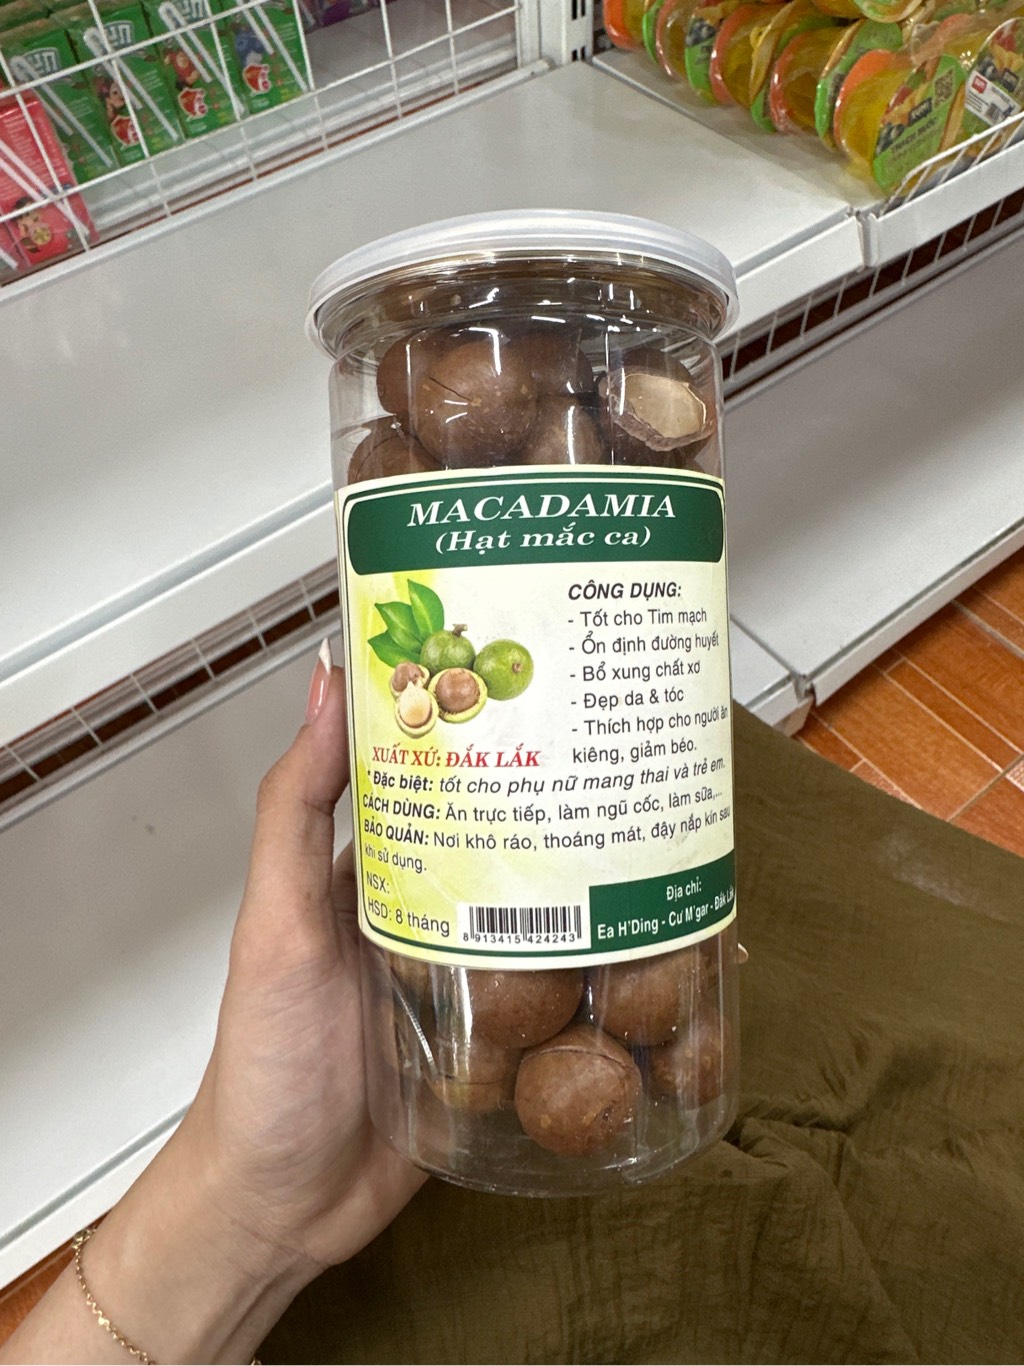 MACADAMIA
(Hạt mắc ca)
CÔNG DỤNG:
- Tốt cho Tim mạch
- Ổn định đường huyết
- Bổ xung chất xơ
- Đẹp da & tóc
- Thích hợp cho người ăn
kiêng, giảm béo.
XUẤT XỨ: ĐẮK LẮK
* Đặc biệt: tốt cho phụ nữ mang thai và trẻ em.
CÁCH DÙNG: Ăn trực tiếp, làm ngũ cốc, làm sữa,...
BẢO QUẢN: Nơi khô ráo, thoáng mát, đậy nắp kín sau
khi sử dụng.
NSX:
HSD: 8 tháng
8 913415 424243
Địa chỉ:
Ea H'Ding - Cư M'gar - Đắk Lắk